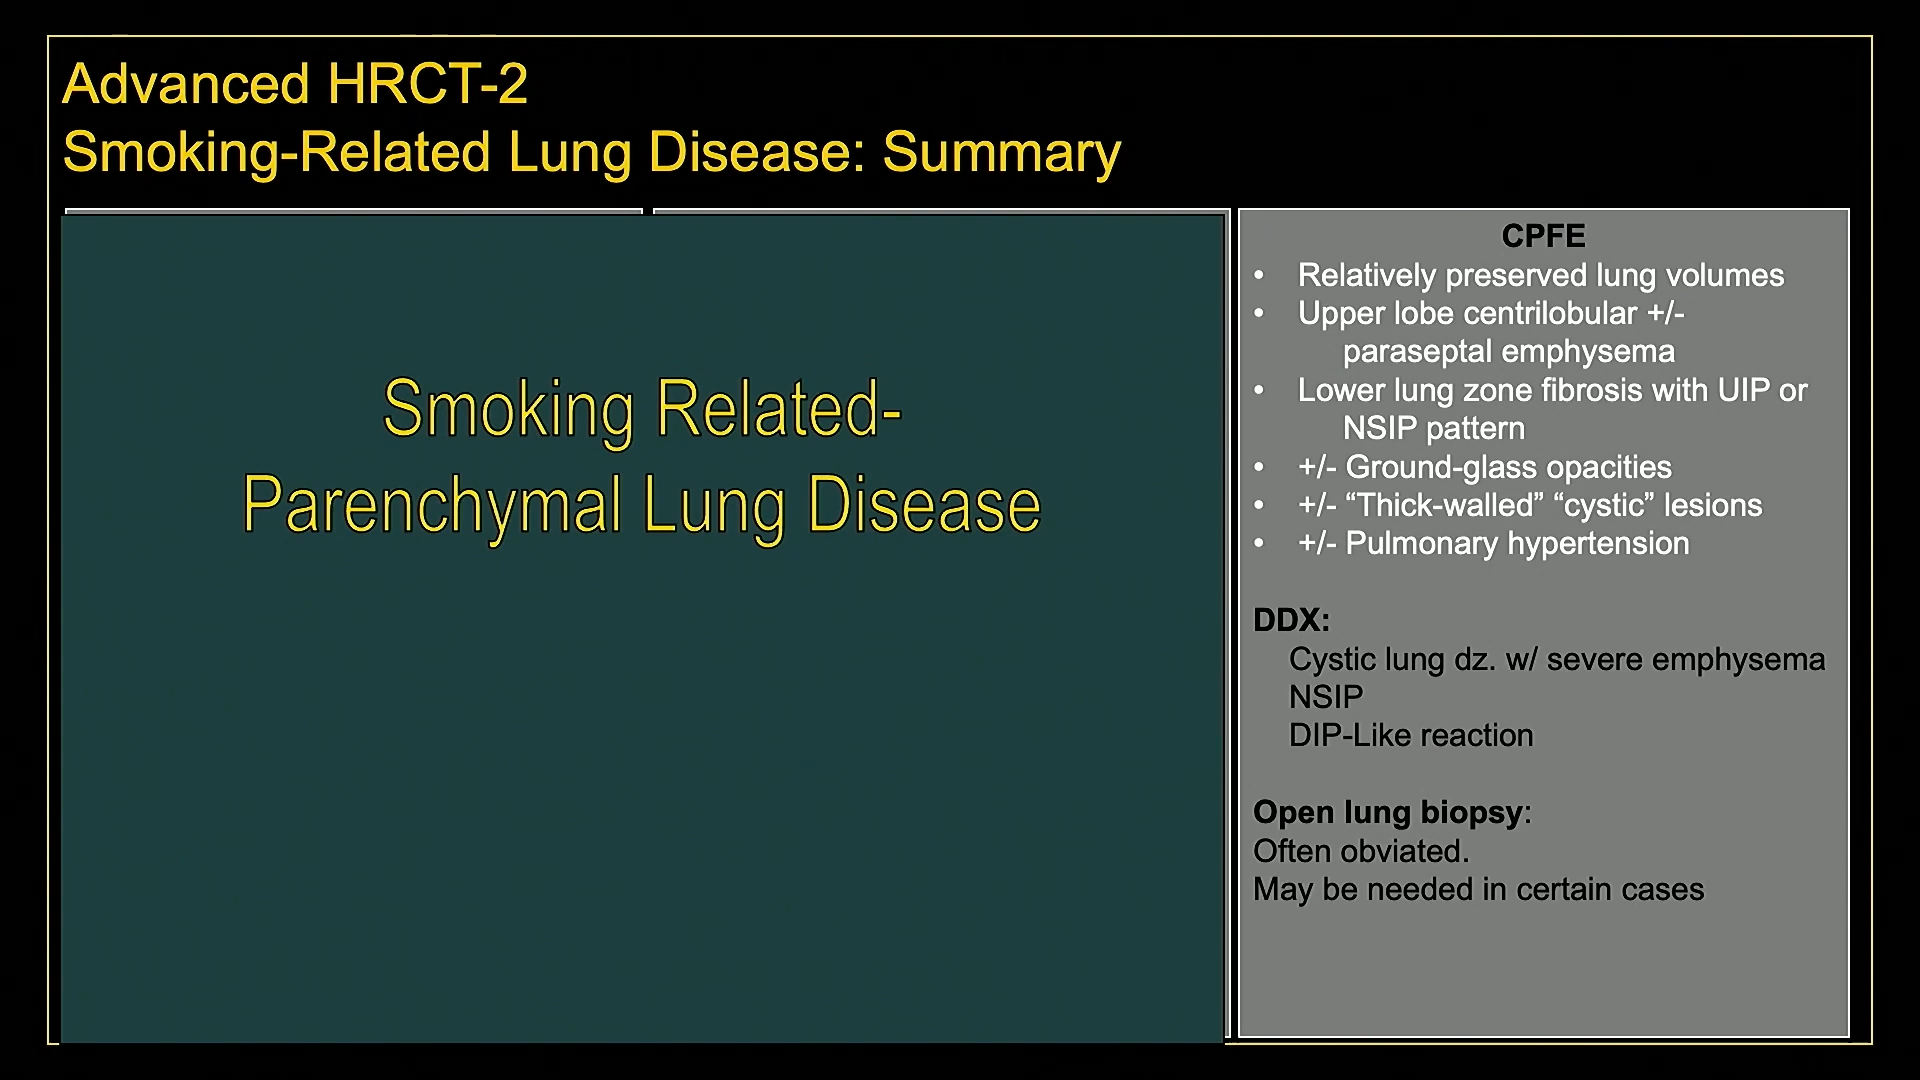 Advanced HRCT-2
Smoking-Related Lung Disease: Summary
Smoking Related-
Parenchymal Lung Disease
CPFE
• Relatively preserved lung volumes
• Upper lobe centrilobular +/-
paraseptal emphysema
• Lower lung zone fibrosis with UIP or
NSIP pattern
• +/- Ground-glass opacities
• +/- “Thick-walled” “cystic” lesions
• +/- Pulmonary hypertension
DDX:
Cystic lung dz. w/ severe emphysema
NSIP
DIP-Like reaction
Open lung biopsy:
Often obviated.
May be needed in certain cases